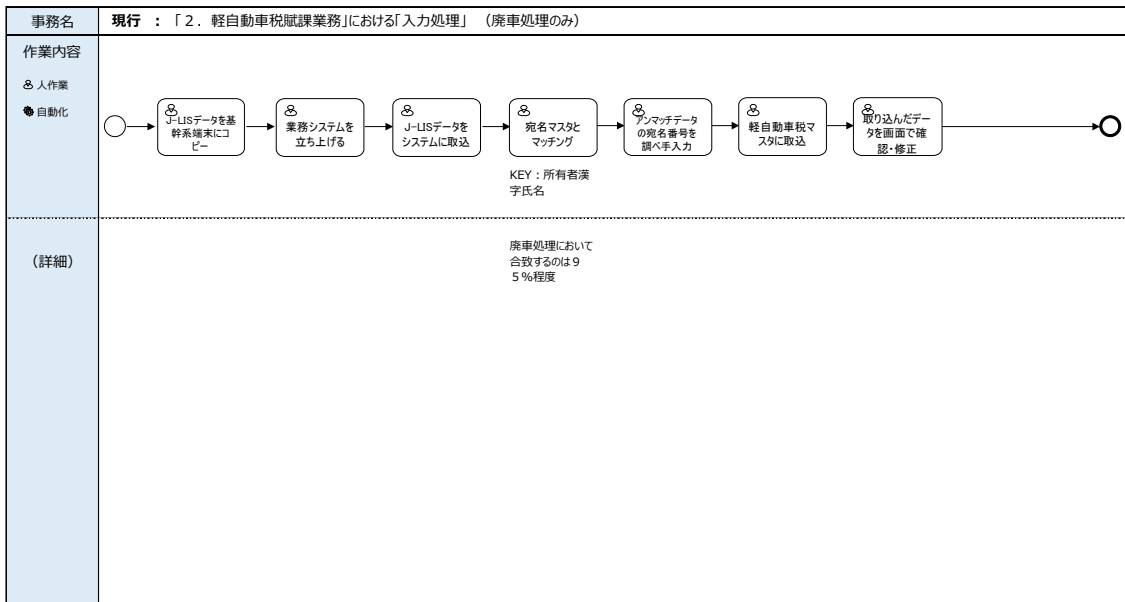 事務名
現行 ：「２．軽自動車税賦課業務」における「入力処理」 （廃車処理のみ）
作業内容
人作業
自動化
J-LISデータを基
幹系端末にコ
ピー
業務システムを
立ち上げる
J-LISデータを
システムに取込
宛名マスタと
マッチング
アンマッチデータ
の宛名番号を
調べ手入力
軽自動車税マ
スタに取込
取り込んだデー
タを画面で確
認・修正
KEY：所有者漢
字氏名
（詳細）
廃車処理において
合致するのは９
５％程度